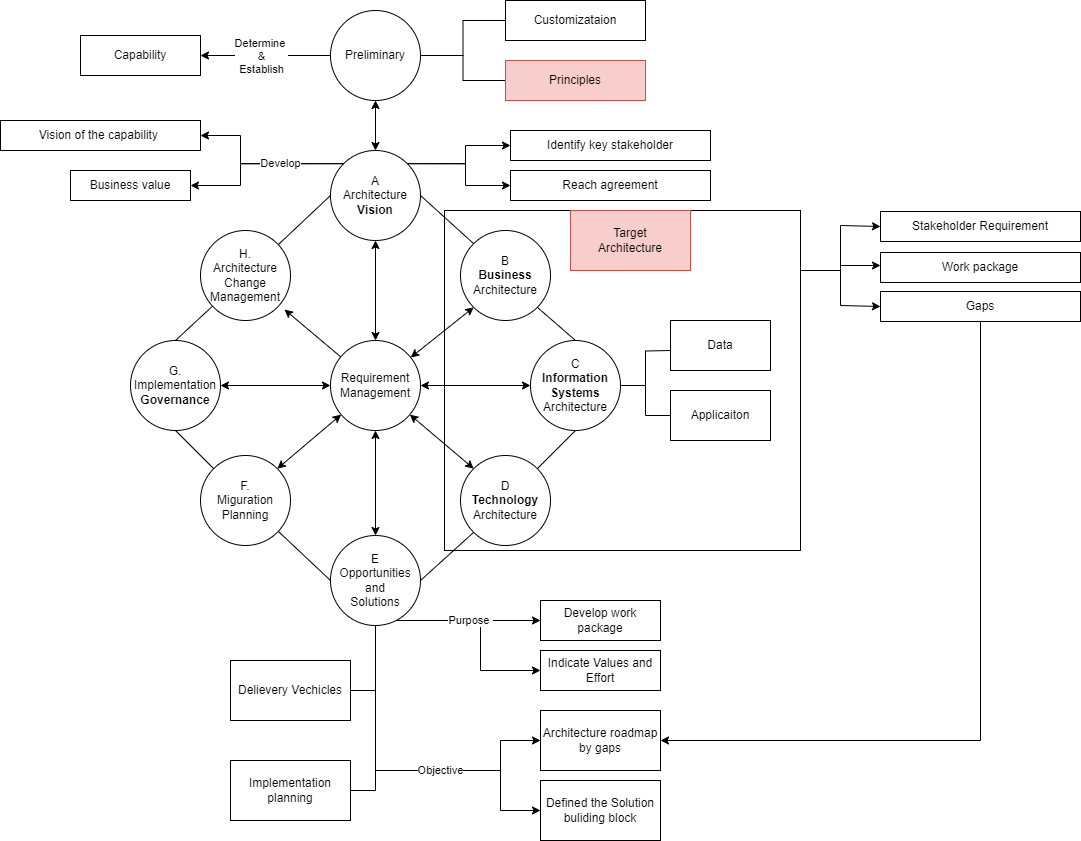 Customizataion
Determine
&
Establish
Capability
Preliminary
Principles
Vision of the capability
Identify key stakeholder
Develop
Business value
Reach agreement
A
Architecture
Vision
Target
Architecture
Stakeholder Requirement
H.
Architecture
Change
Management
B
Business
Architecture
Work package
Gaps
Data
G.
Implementation
Governance
Requirement
Management
C
Information
Systems
Architecture
Applicaiton
F.
Miguration
Planning
D
Technology
Architecture
E
Opportunities
and
Solutions
Purpose
Develop work
package
Indicate Values and
Effort
Delievery Vechicles
Architecture roadmap
by gaps
Objective
Implementation
planning
Defined the Solution
buliding block